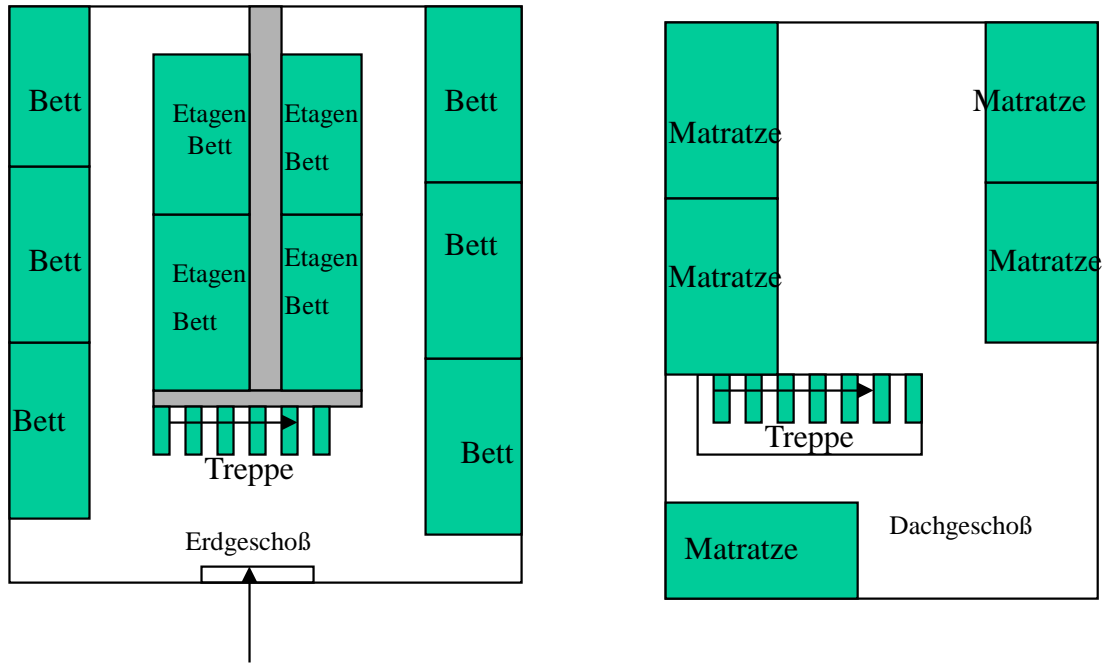 Bett
Bett
Bett
Etagen
Bett
Etagen
Bett
Etagen
Bett
Etagen
Bett
Treppe
Bett
Bett
Bett
Erdgeschoß
Matratze
Matratze
Matratze
Matratze
Treppe
Matratze
Dachgeschoß